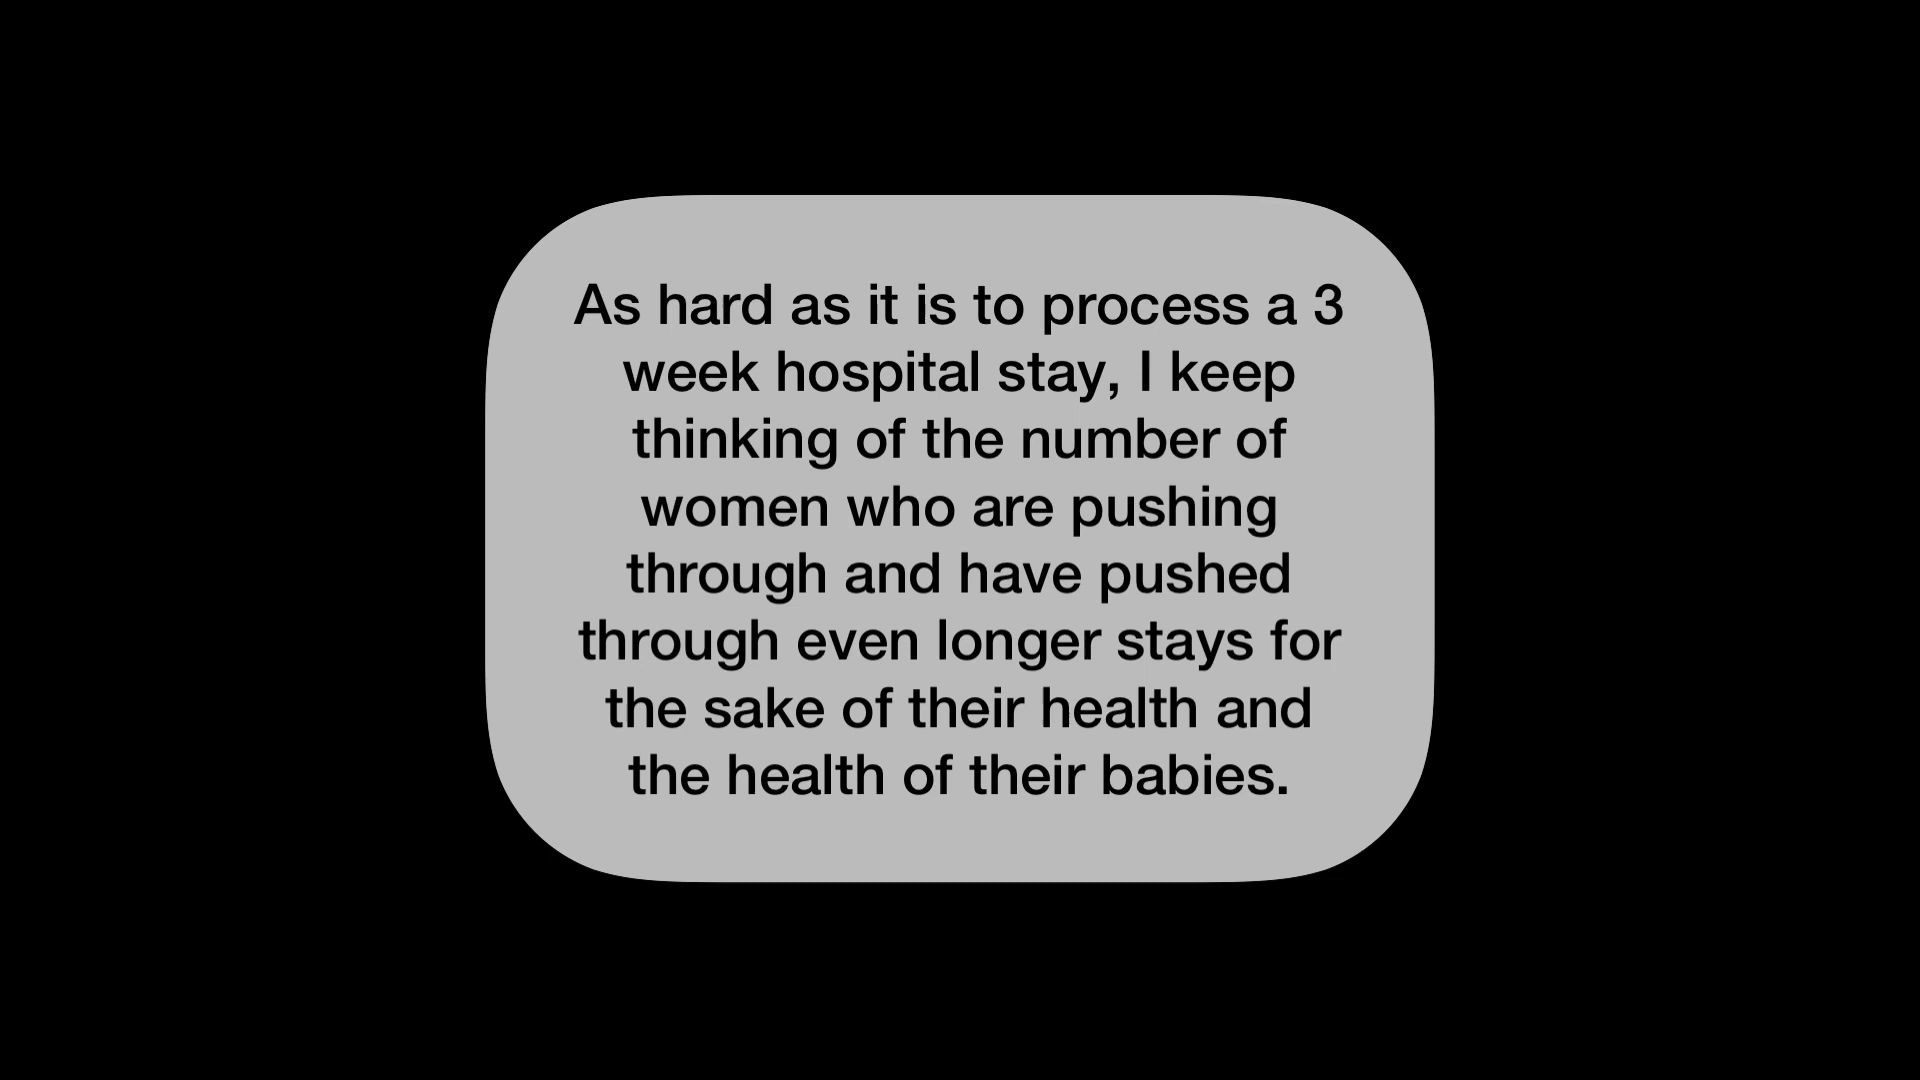 As hard as it is to process a 3
week hospital stay, I keep
thinking of the number of
women who are pushing
through and have pushed
through even longer stays for
the sake of their health and
the health of their babies.